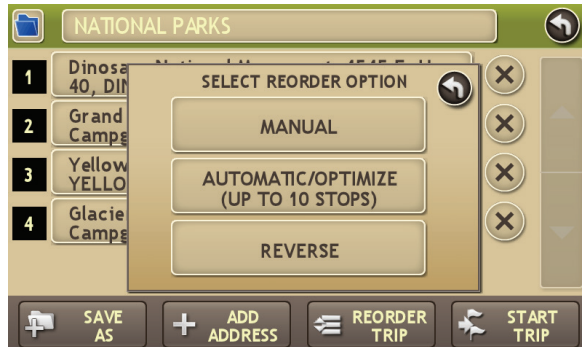 NATIONAL PARKS
1
Dinosa
40, DIN
SELECT REORDER OPTION
2
Grand
Campg
MANUAL
3
Yellow
YELLO
AUTOMATIC/OPTIMIZE
(UP TO 10 STOPS)
4
Glacie
Campg
REVERSE
SAVE
AS
ADD
ADDRESS
REORDER
TRIP
START
TRIP